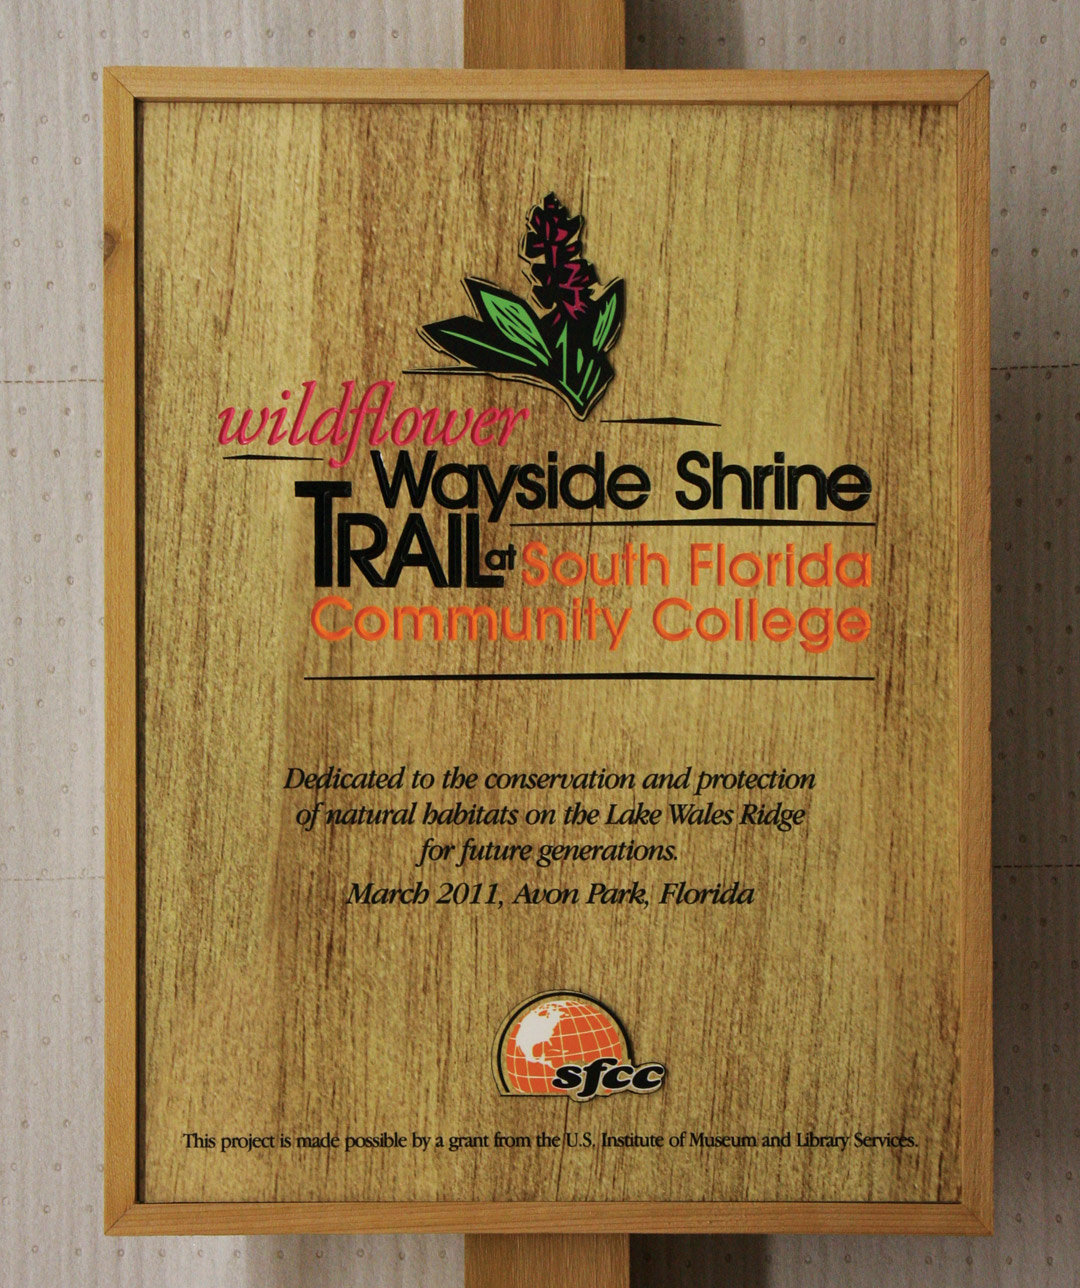 wildflower
Wayside Shrine
TRAIL at South Florida
Community College
Dedicated to the conservation and protection
of natural habitats on the Lake Wales Ridge
for future generations.
March 2011, Avon Park, Florida
sfcc
This project is made possible by a grant from the U.S. Institute of Museum and Library Services.